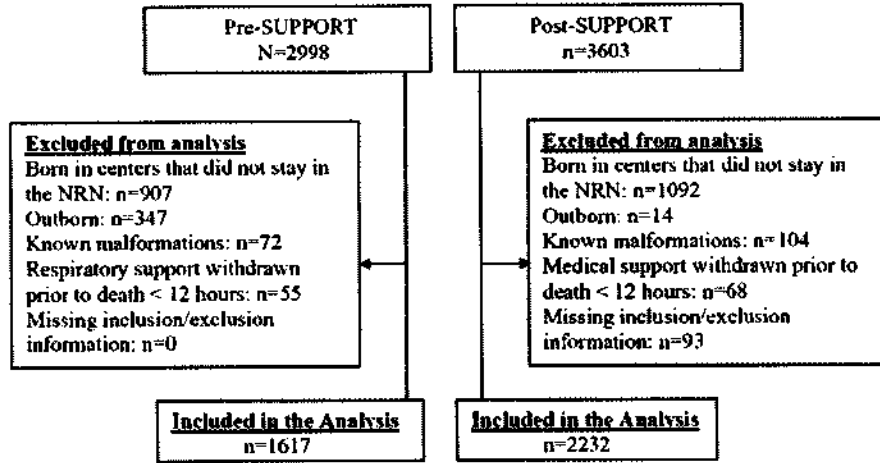 Pre-SUPPORT
N=2998
Post-SUPPORT
n=3603
Excluded from analysis
Born in centers that did not stay in
the NRN: n=907
Outborn: n=347
Known malformations: n=72
Respiratory support withdrawn
prior to death < 12 hours: n=55
Missing inclusion/exclusion
information: n=0
Excluded from analysis
Born in centers that did not stay in
the NRN: n=1092
Outborn: n=14
Known malformations: n=104
Medical support withdrawn prior to
death < 12 hours: n=68
Missing inclusion/exclusion
information: n=93
Included in the Analysis
n=1617
Included in the Analysis
n=2232